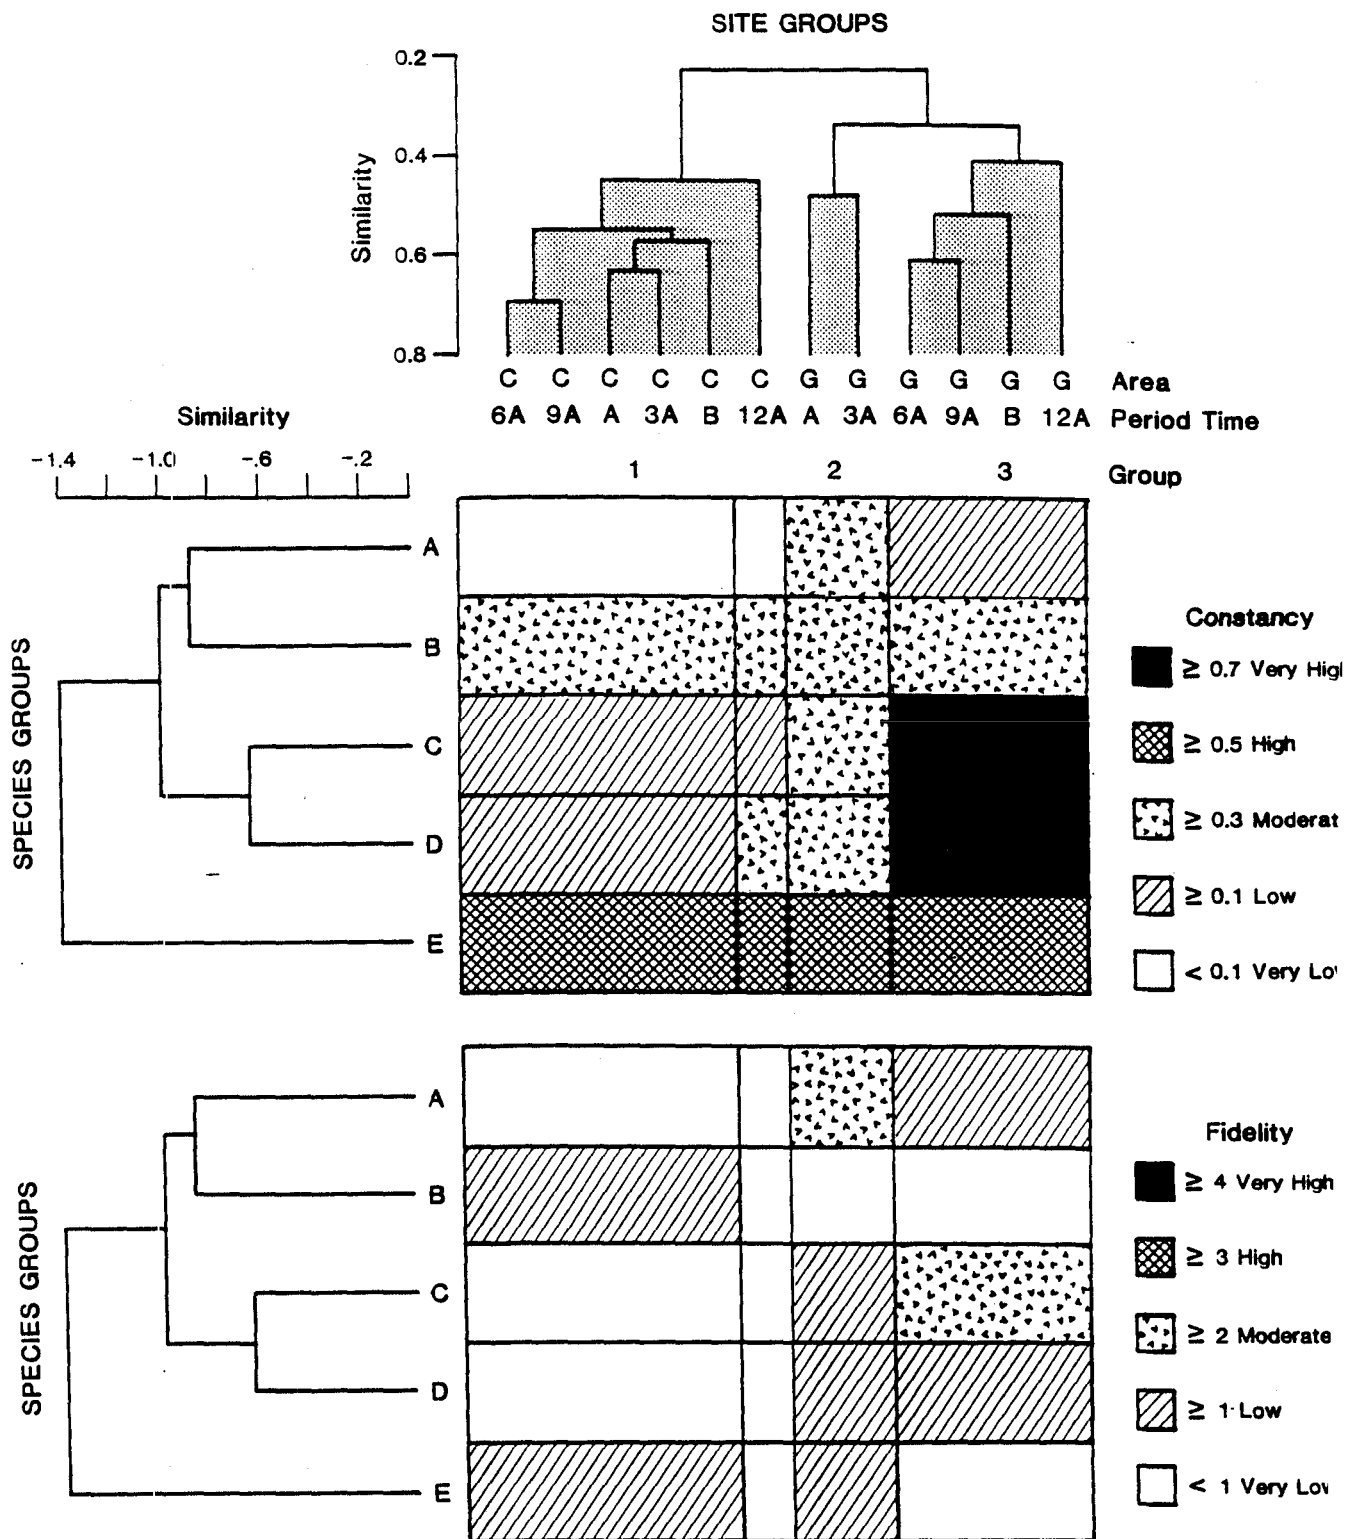 SITE GROUPS
Similarity
0.2
0.4
0.6
0.8
C C C C C C G G G G G G Area
6A 9A A 3A B 12A A 3A 6A 9A B 12A Period Time
1 2 3 Group
Similarity
-1.4 -1.0 -.6 -.2
SPECIES GROUPS
A
B
C
D
E
Constancy
≥ 0.7 Very Higl
≥ 0.5 High
≥ 0.3 Moderat
≥ 0.1 Low
< 0.1 Very Lo
SPECIES GROUPS
A
B
C
D
E
Fidelity
≥ 4 Very High
≥ 3 High
≥ 2 Moderate
≥ 1 Low
< 1 Very Lov